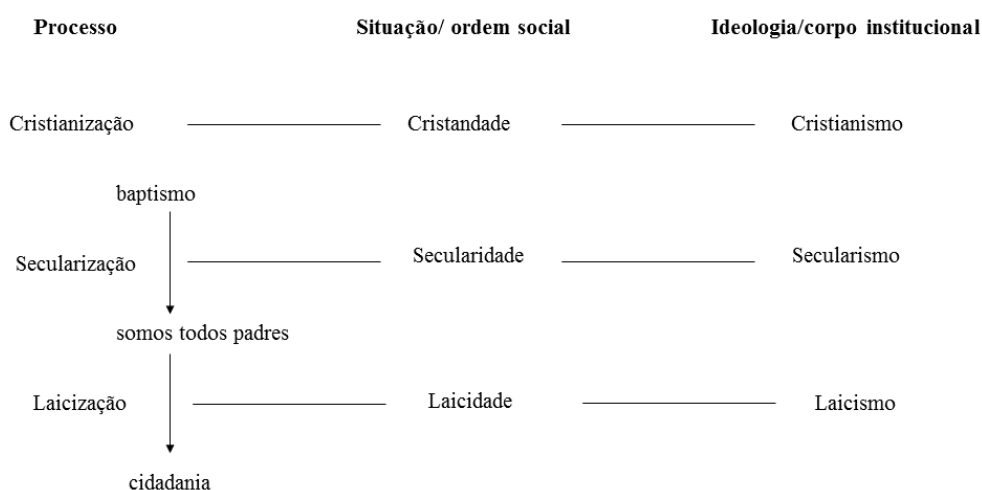 Processo Situação/ ordem social Ideologia/corpo institucional
Cristianização Cristandade Cristianismo
baptismo
Secularização Secularidade Secularismo
somos todos padres
Laicização Laicidade Laicismo
cidadania